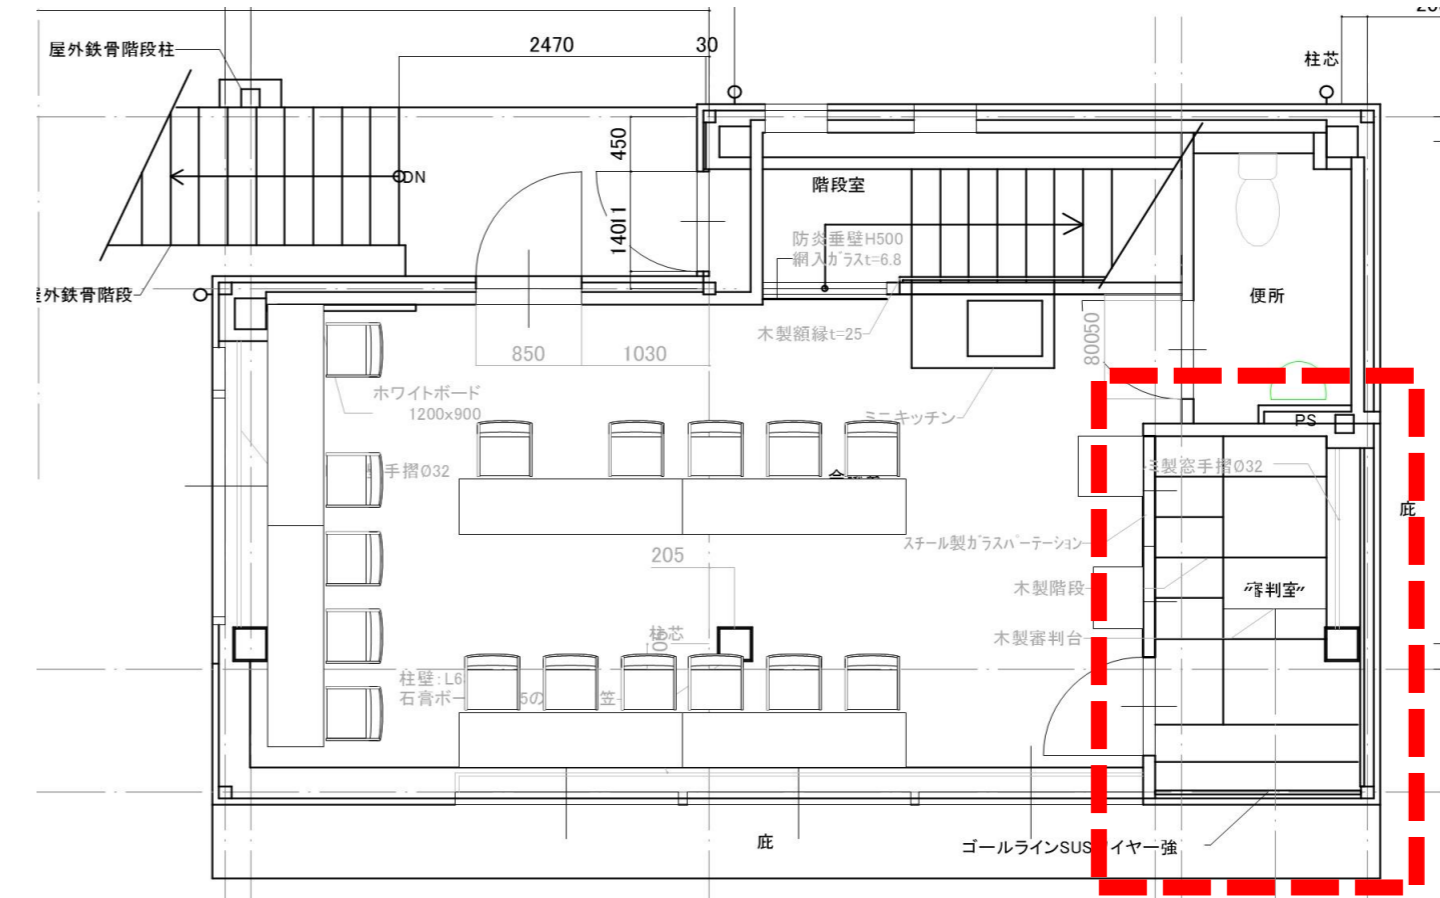 屋外鉄骨階段柱
2470
30
柱芯
450
DN
階段室
14011
防炎垂壁H500
網入ガラスt=6.8
屋外鉄骨階段
便所
木製額縁t=25
80050
850
1030
ホワイトボード
1200x900
ミニキッチン
PS
手摺Ø32
製窓手摺Ø32
庇
スチール製ガラスパーテーション
205
木製階段
"審判室"
柱芯
木製審判台
柱壁:L6
石膏ボー
5の
笠
庇
ゴールラインSUS
イヤー強